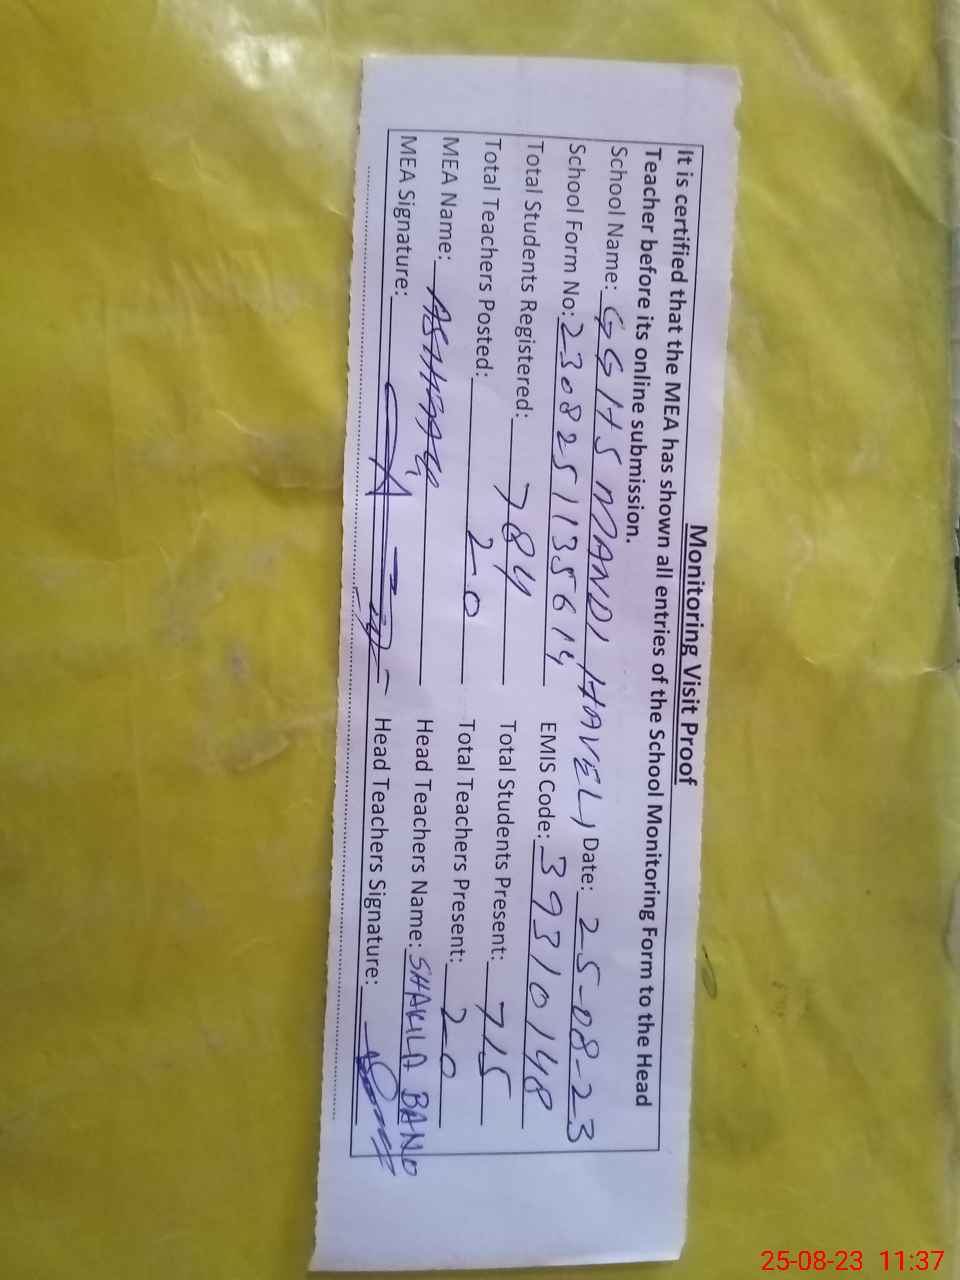 Monitoring Visit Proof
It is certified that the MEA has shown all entries of the School Monitoring Form to the Head
Teacher before its online submission.
School Name: GGHS MANDI HAVELI Date: 25-08-23
School Form No: 2308251135614 EMIS Code: 39310148
Total Students Registered: 784 Total Students Present: 715
Total Teachers Posted: 20 Total Teachers Present: 20
MEA Name: Head Teachers Name: SHAKILA BANO
MEA Signature: Head Teachers Signature:
25-08-23 11:37